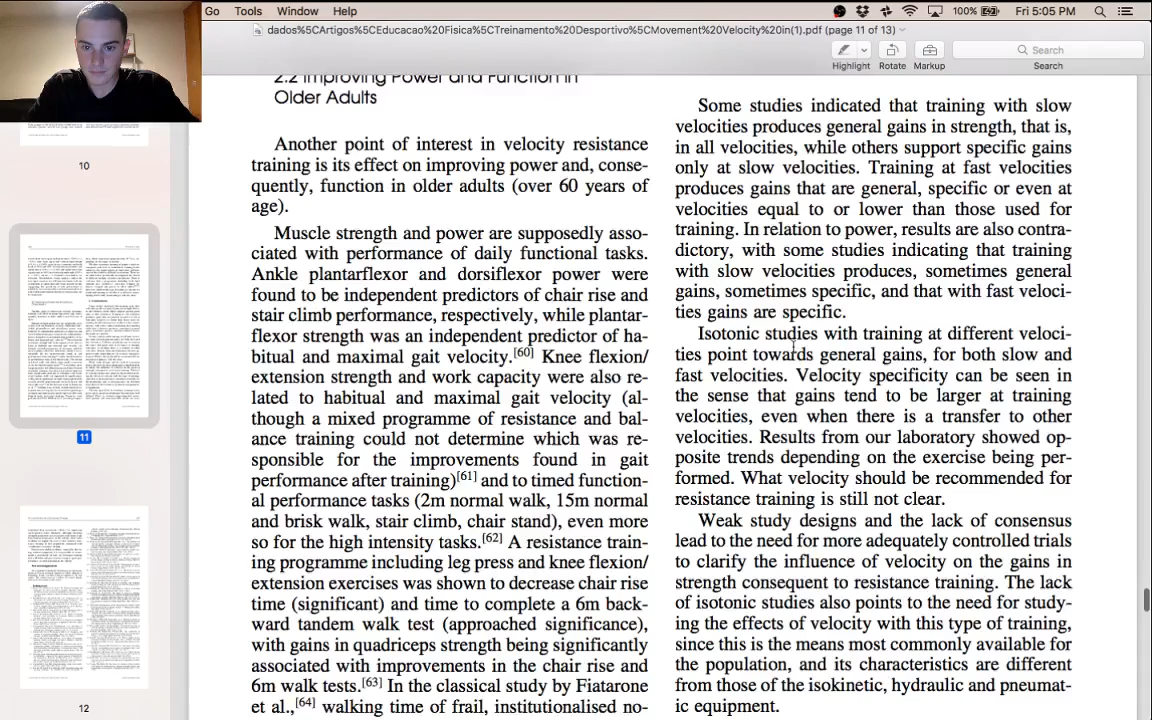 Go Tools Window Help
100% Fri 5:05 PM
dados%5CArtigos%5CEducacao%20Fisica%5CTreinamento%20Desportivo%5CMovement%20Velocity%20in(1).pdf (page 11 of 13)
Highlight Rotate Markup Search
Search
10
11
12
2.2 Improving Power and Function in
Older Adults
Another point of interest in velocity resistance
training is its effect on improving power and, conse-
quently, function in older adults (over 60 years of
age).
Muscle strength and power are supposedly asso-
ciated with performance of daily functional tasks.
Ankle plantarflexor and dorsiflexor power were
found to be independent predictors of chair rise and
stair climb performance, respectively, while plantar-
flexor strength was an independent predictor of ha-
bitual and maximal gait velocity.[60] Knee flexion/
extension strength and work capacity were also re-
lated to habitual and maximal gait velocity (al-
though a mixed programme of resistance and bal-
ance training could not determine which was re-
sponsible for the improvements found in gait
performance after training)[61] and to timed function-
al performance tasks (2m normal walk, 15m normal
and brisk walk, stair climb, chair stand), even more
so for the high intensity tasks.[62] A resistance train-
ing programme including leg press and knee flexion/
extension exercises was shown to decrease chair rise
time (significant) and time to complete a 6m back-
ward tandem walk test (approached significance),
with gains in quadriceps strength being significantly
associated with improvements in the chair rise and
6m walk tests.[63] In the classical study by Fiatarone
et al.,[64] walking time of frail, institutionalised no-
Some studies indicated that training with slow
velocities produces general gains in strength, that is,
in all velocities, while others support specific gains
only at slow velocities. Training at fast velocities
produces gains that are general, specific or even at
velocities equal to or lower than those used for
training. In relation to power, results are also contra-
dictory, with some studies indicating that training
with slow velocities produces, sometimes general
gains, sometimes specific, and that with fast veloci-
ties gains are specific.
Isotonic studies with training at different veloci-
ties point towards general gains, for both slow and
fast velocities. Velocity specificity can be seen in
the sense that gains tend to be larger at training
velocities, even when there is a transfer to other
velocities. Results from our laboratory showed op-
posite trends depending on the exercise being per-
formed. What velocity should be recommended for
resistance training is still not clear.
Weak study designs and the lack of consensus
lead to the need for more adequately controlled trials
to clarify the influence of velocity on the gains in
strength consequent to resistance training. The lack
of isotonic studies also points to the need for study-
ing the effects of velocity with this type of training,
since this is the means most commonly available for
the population, and its characteristics are different
from those of the isokinetic, hydraulic and pneumat-
ic equipment.